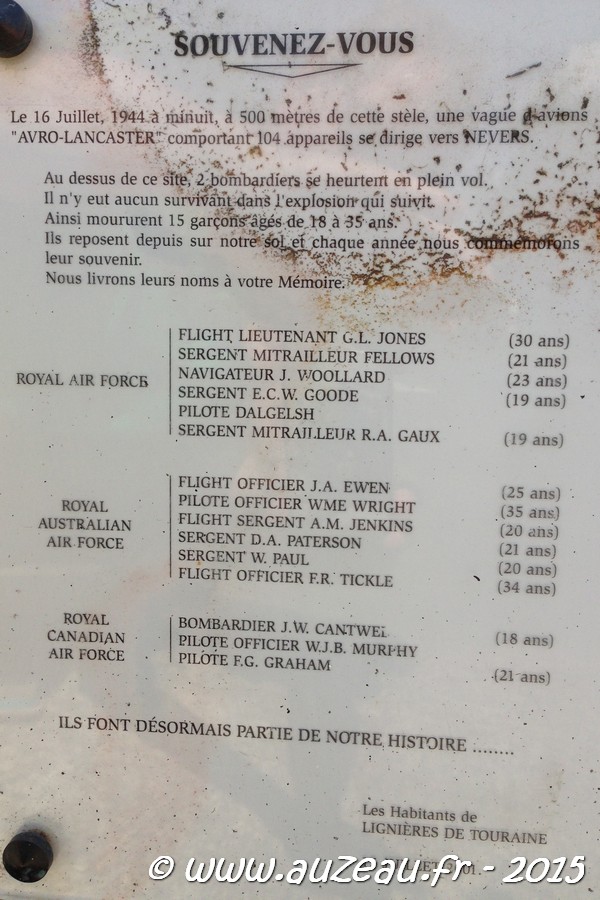 SOUVENEZ-VOUS
Le 16 Juillet, 1944 à minuit, à 500 mètres de cette stèle, une vague d'avions
"AVRO-LANCASTER" comportant 104 appareils se dirige vers NEVERS.
Au dessus de ce site, 2 bombardiers se heurtent en plein vol.
Il n'y eut aucun survivant dans l'explosion qui suivit.
Ainsi moururent 15 garçons âgés de 18 à 35 ans.
Ils reposent depuis sur notre sol et chaque année nous commémorons
leur souvenir.
Nous livrons leurs noms à votre Mémoire.
ROYAL AIR FORCE
FLIGHT LIEUTENANT G.L. JONES (30 ans)
SERGENT MITRAILLEUR FELLOWS (21 ans)
NAVIGATEUR J. WOOLLARD (23 ans)
SERGENT E.C.W. GOODE (19 ans)
PILOTE DALGELSH
SERGENT MITRAILLEUR R.A. GAUX (19 ans)
ROYAL
AUSTRALIAN
AIR FORCE
FLIGHT OFFICIER J.A. EWEN (25 ans)
PILOTE OFFICIER WME WRIGHT (35 ans)
FLIGHT SERGENT A.M. JENKINS (20 ans)
SERGENT D.A. PATERSON (21 ans)
SERGENT W. PAUL (20 ans)
FLIGHT OFFICIER F.R. TICKLE (34 ans)
ROYAL
CANADIAN
AIR FORCE
BOMBARDIER J.W. CANTWEL (18 ans)
PILOTE OFFICIER W.J.B. MURPHY
PILOTE F.G. GRAHAM (21 ans)
ILS FONT DÉSORMAIS PARTIE DE NOTRE HISTOIRE ........
Les Habitants de
LIGNIÈRES DE TOURAINE
© www.auzeau.fr - 2015